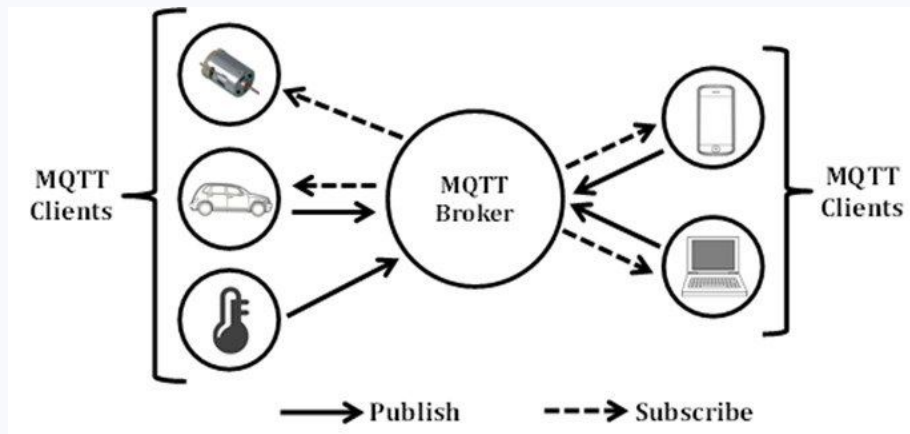 MQTT
Clients
MQTT
Broker
MQTT
Clients
Publish
Subscribe